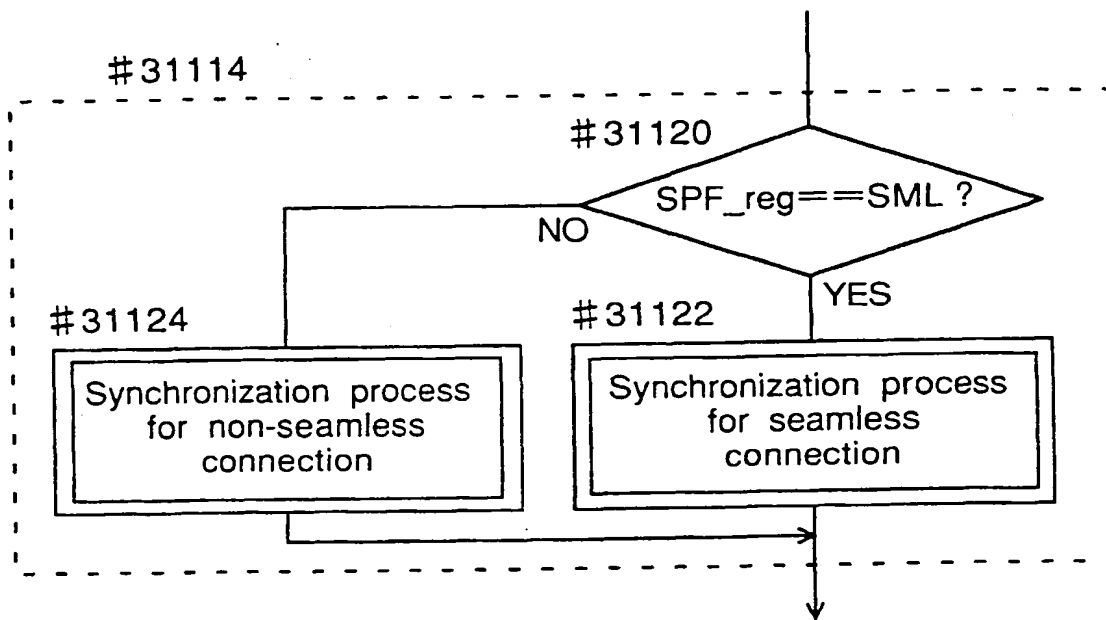 #31114
#31120
SPF_reg==SML ?
NO
YES
#31124
#31122
Synchronization process
for non-seamless
connection
Synchronization process
for seamless
connection